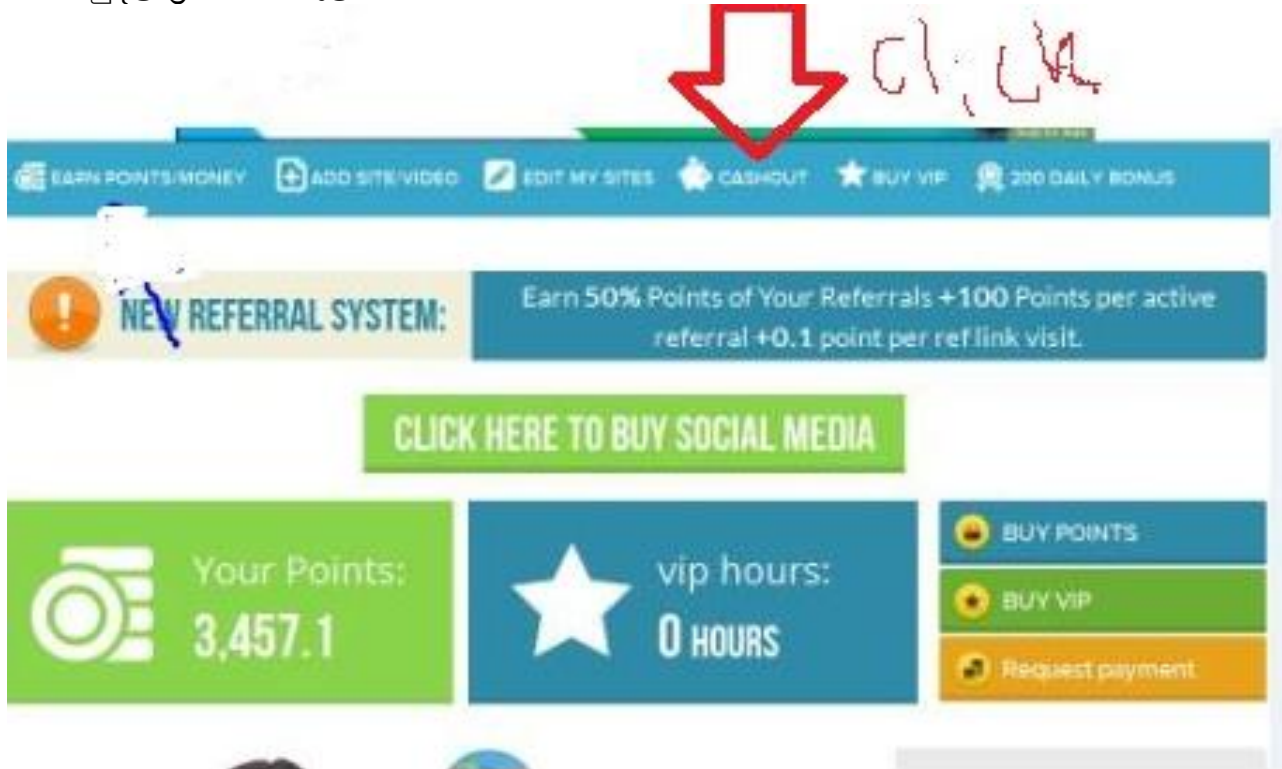 click
EARN POINTS/MONEY ADD SITE/VIDEO EDIT MY SITES CASHOUT BUY VIP 200 DAILY BONUS
NEW REFERRAL SYSTEM:
Earn 50% Points of Your Referrals +100 Points per active
referral +0.1 point per ref link visit.
CLICK HERE TO BUY SOCIAL MEDIA
Your Points:
3,457.1
vip hours:
0 HOURS
BUY POINTS
BUY VIP
Request payment